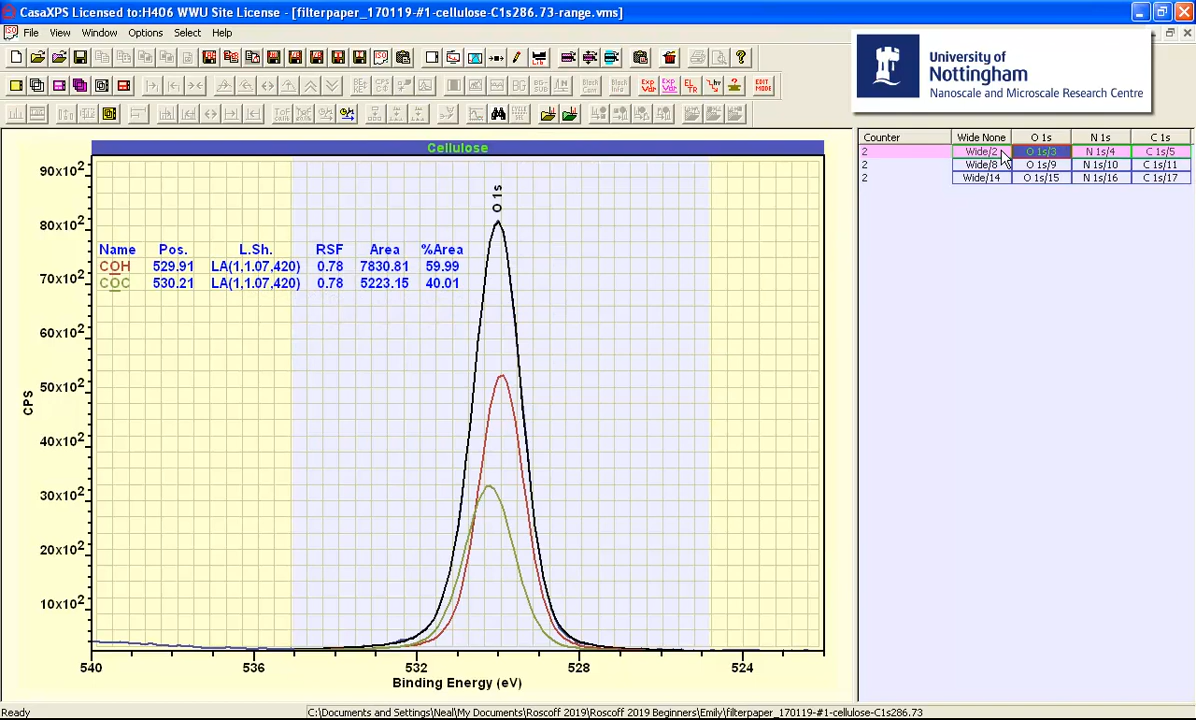 CasaXPS Licensed to:H406 WWU Site License - [filterpaper_170119-#1-cellulose-C1s286.73-range.vms]
File View Window Options Select Help
University of
Nottingham
Nanoscale and Microscale Research Centre
Counter Wide None O 1s N 1s C 1s
2 Wide/2 O 1s/3 N 1s/4 C 1s/5
2 Wide/8 O 1s/9 N 1s/10 C 1s/11
2 Wide/14 O 1s/15 N 1s/16 C 1s/17
Cellulose
90x10²
80x10²
70x10²
60x10²
50x10²
40x10²
30x10²
20x10²
10x10²
CPS
O 1s
Name Pos. L.Sh. RSF Area %Area
COH 529.91 LA(1,1.07,420) 0.78 7830.81 59.99
COC 530.21 LA(1,1.07,420) 0.78 5223.15 40.01
540 536 532 528 524
Binding Energy (eV)
Ready C:\Documents and Settings\Neal\My Documents\Roscoff 2019\Roscoff 2019 Beginners\Emily\filterpaper_170119-#1-cellulose-C1s286.73